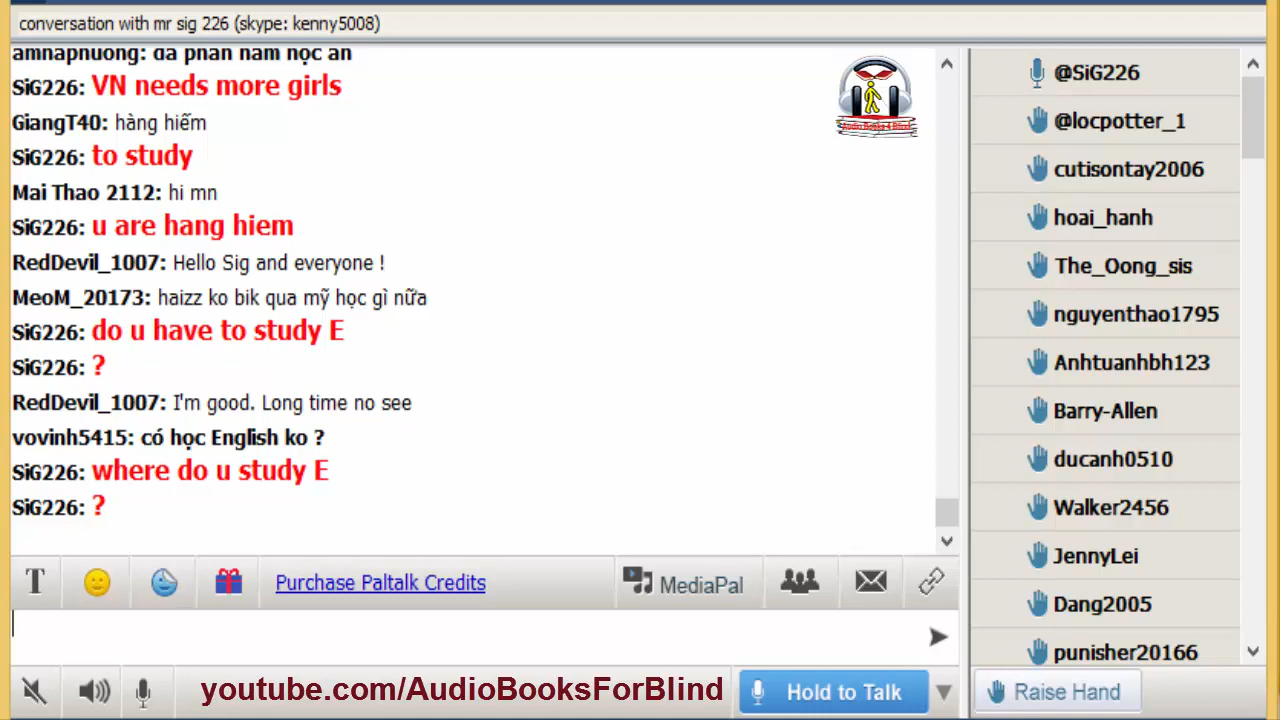 conversation with mr sig 226 (skype: kenny5008)
SiG226: VN needs more girls
GiangT40: hàng hiếm
SiG226: to study
Mai Thao 2112: hi mn
SiG226: u are hang hiem
RedDevil_1007: Hello Sig and everyone !
MeoM_20173: haizz ko bik qua mỹ học gì nữa
SiG226: do u have to study E
SiG226: ?
RedDevil_1007: I'm good. Long time no see
vovinh5415: có học English ko ?
SiG226: where do u study E
SiG226: ?
Audio Books 4 Blind
@SiG226
@locpotter_1
cutisontay2006
hoai_hanh
The_Oong_sis
nguyenthao1795
Anhtuanhbh123
Barry-Allen
ducanh0510
Walker2456
JennyLei
Dang2005
punisher20166
T
Purchase Paltalk Credits
MediaPal
youtube.com/AudioBooksForBlind
Hold to Talk
Raise Hand